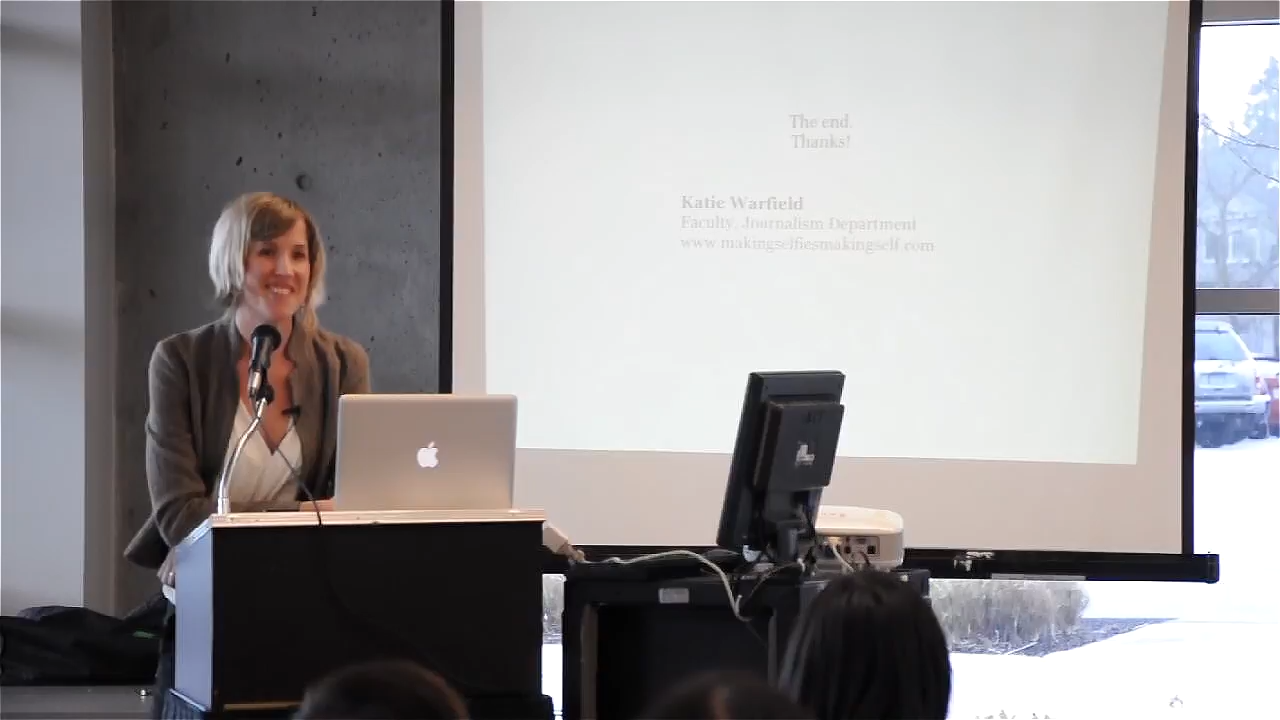 The end.
Thanks!
Katie Warfield
Faculty, Journalism Department
www.makingselfiesmakingself.com